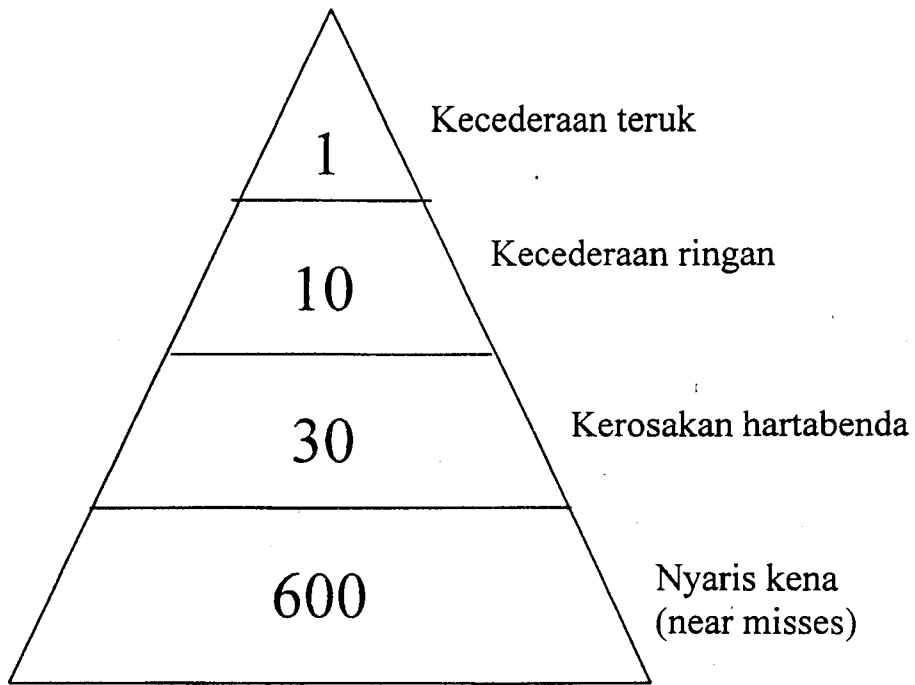 Kecederaan teruk
1
Kecederaan ringan
10
Kerosakan hartabenda
30
Nyaris kena
(near misses)
600